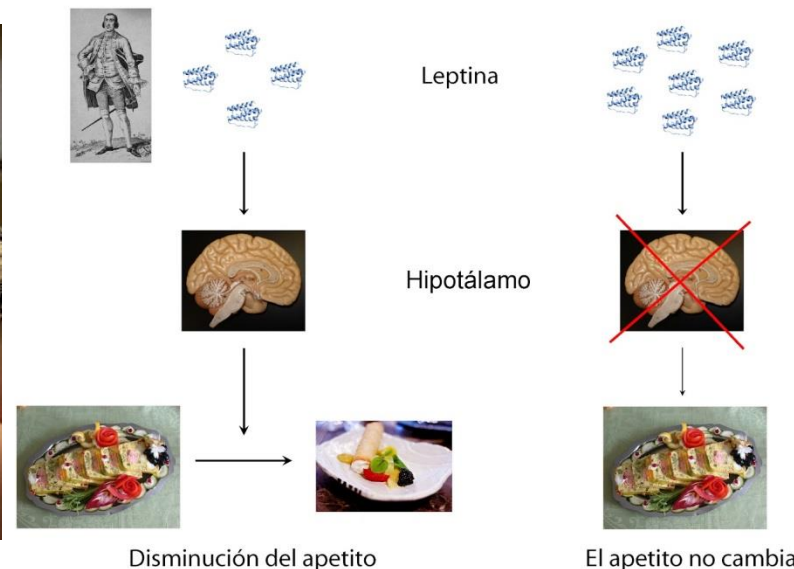 Leptina
Hipotálamo
Disminución del apetito
El apetito no cambia